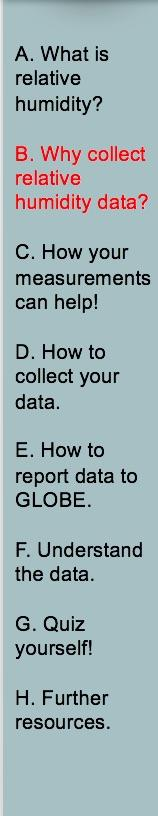 A. What is
relative
humidity?
B. Why collect
relative
humidity data?
C. How your
measurements
can help!
D. How to
collect your
data.
E. How to
report data to
GLOBE.
F. Understand
the data.
G. Quiz
yourself!
H. Further
resources.